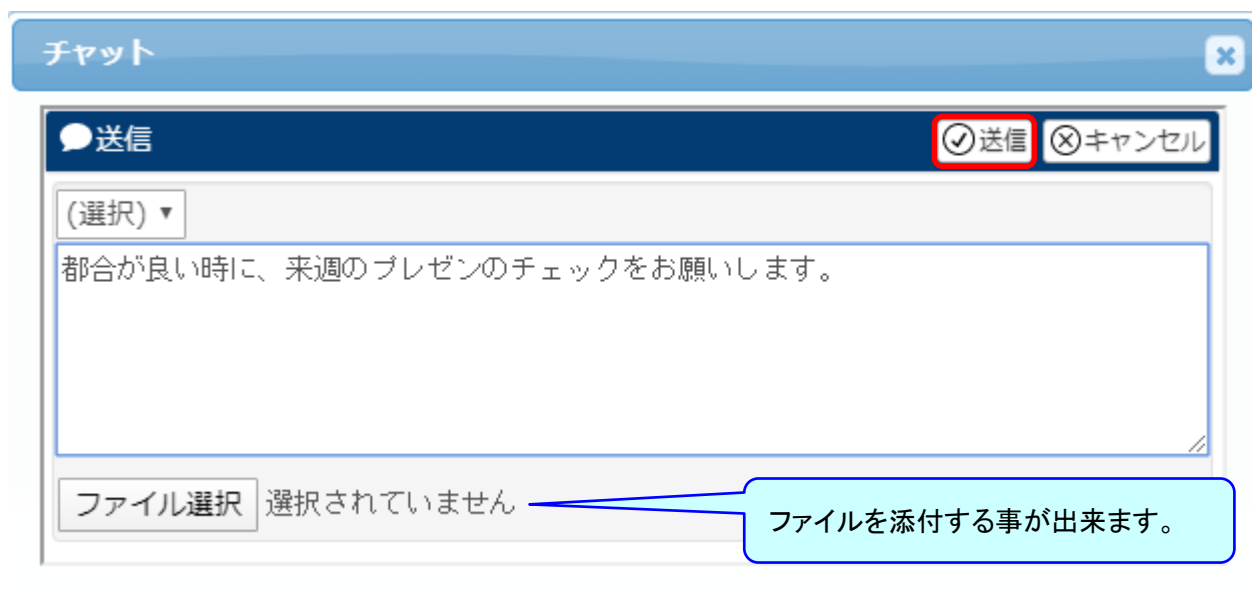 チャット
送信
送信 キャンセル
(選択)
都合が良い時に、来週のプレゼンのチェックをお願いします。
ファイル選択 選択されていません
ファイルを添付する事が出来ます。